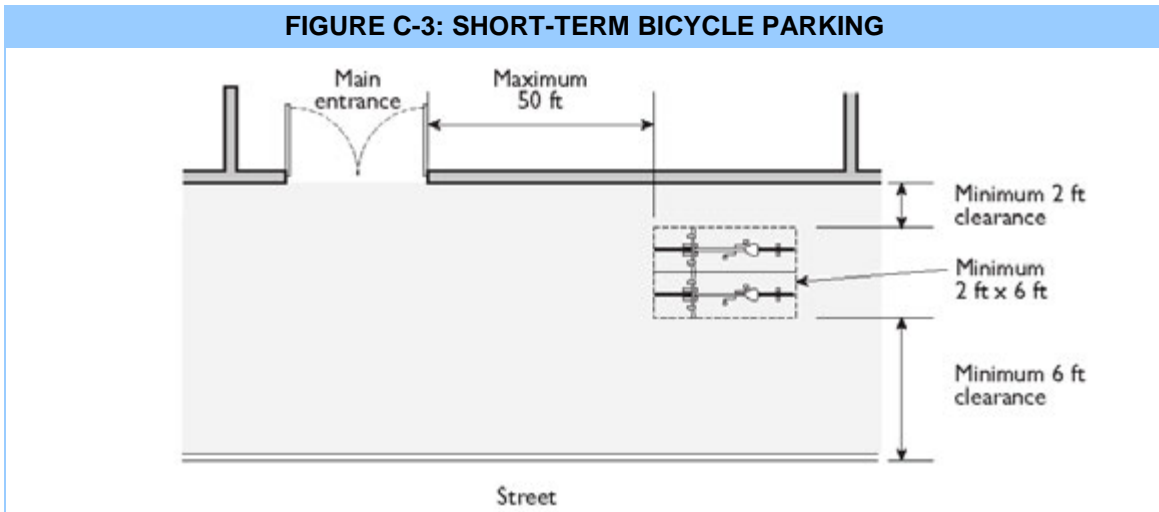 FIGURE C-3: SHORT-TERM BICYCLE PARKING
Main
entrance
Maximum
50 ft
Minimum 2 ft
clearance
Minimum
2 ft x 6 ft
Minimum 6 ft
clearance
Street